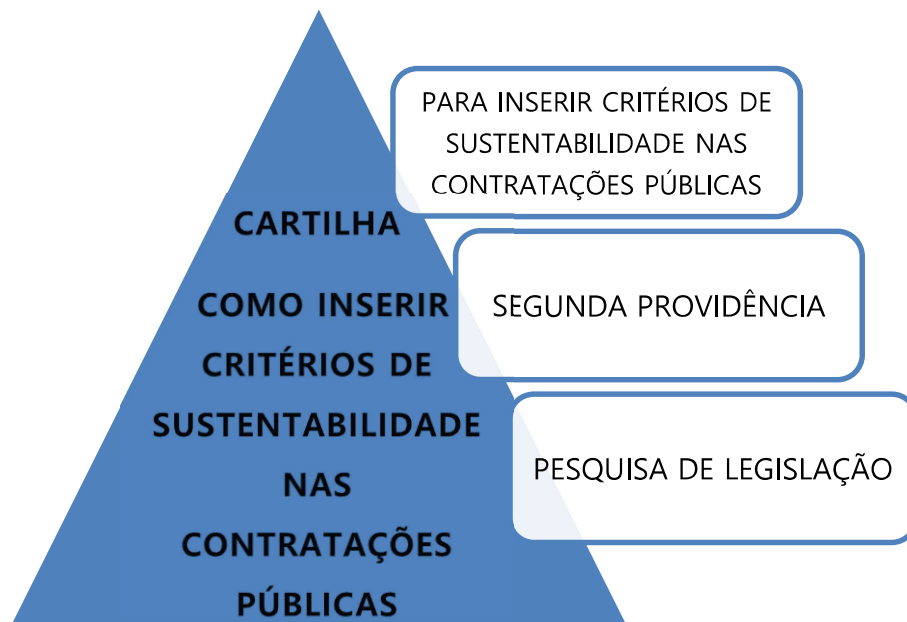 CARTILHA
COMO INSERIR
CRITÉRIOS DE
SUSTENTABILIDADE
NAS
CONTRATAÇÕES
PÚBLICAS
PARA INSERIR CRITÉRIOS DE
SUSTENTABILIDADE NAS
CONTRATAÇÕES PÚBLICAS
SEGUNDA PROVIDÊNCIA
PESQUISA DE LEGISLAÇÃO